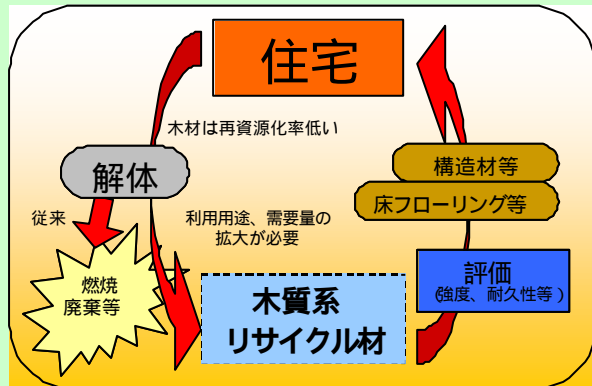 住宅
木材は再資源化率低い
解体
構造材等
床フローリング等
従来
利用用途、需要量の
拡大が必要
燃焼
廃棄等
木質系
リサイクル材
評価
(強度、耐久性等)